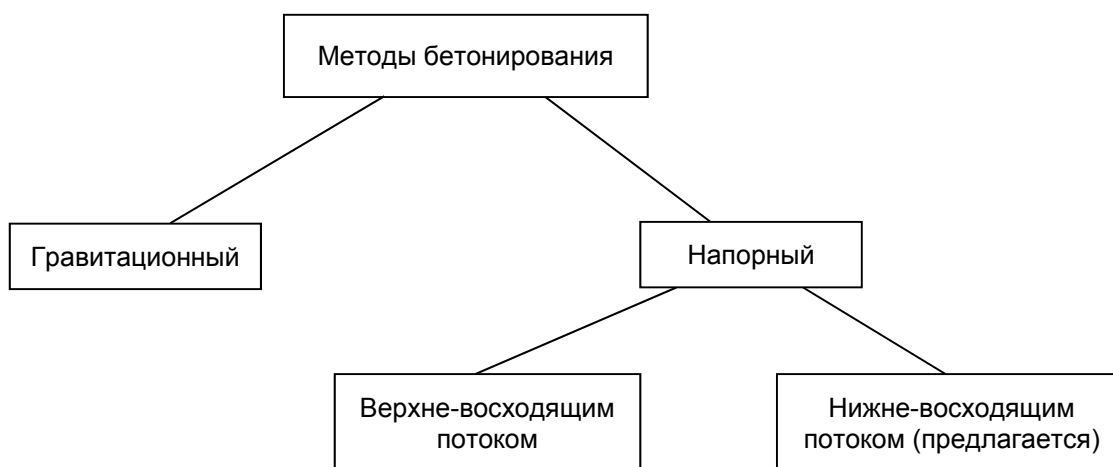 Методы бетонирования
Гравитационный
Напорный
Верхне-восходящим
потоком
Нижне-восходящим
потоком (предлагается)